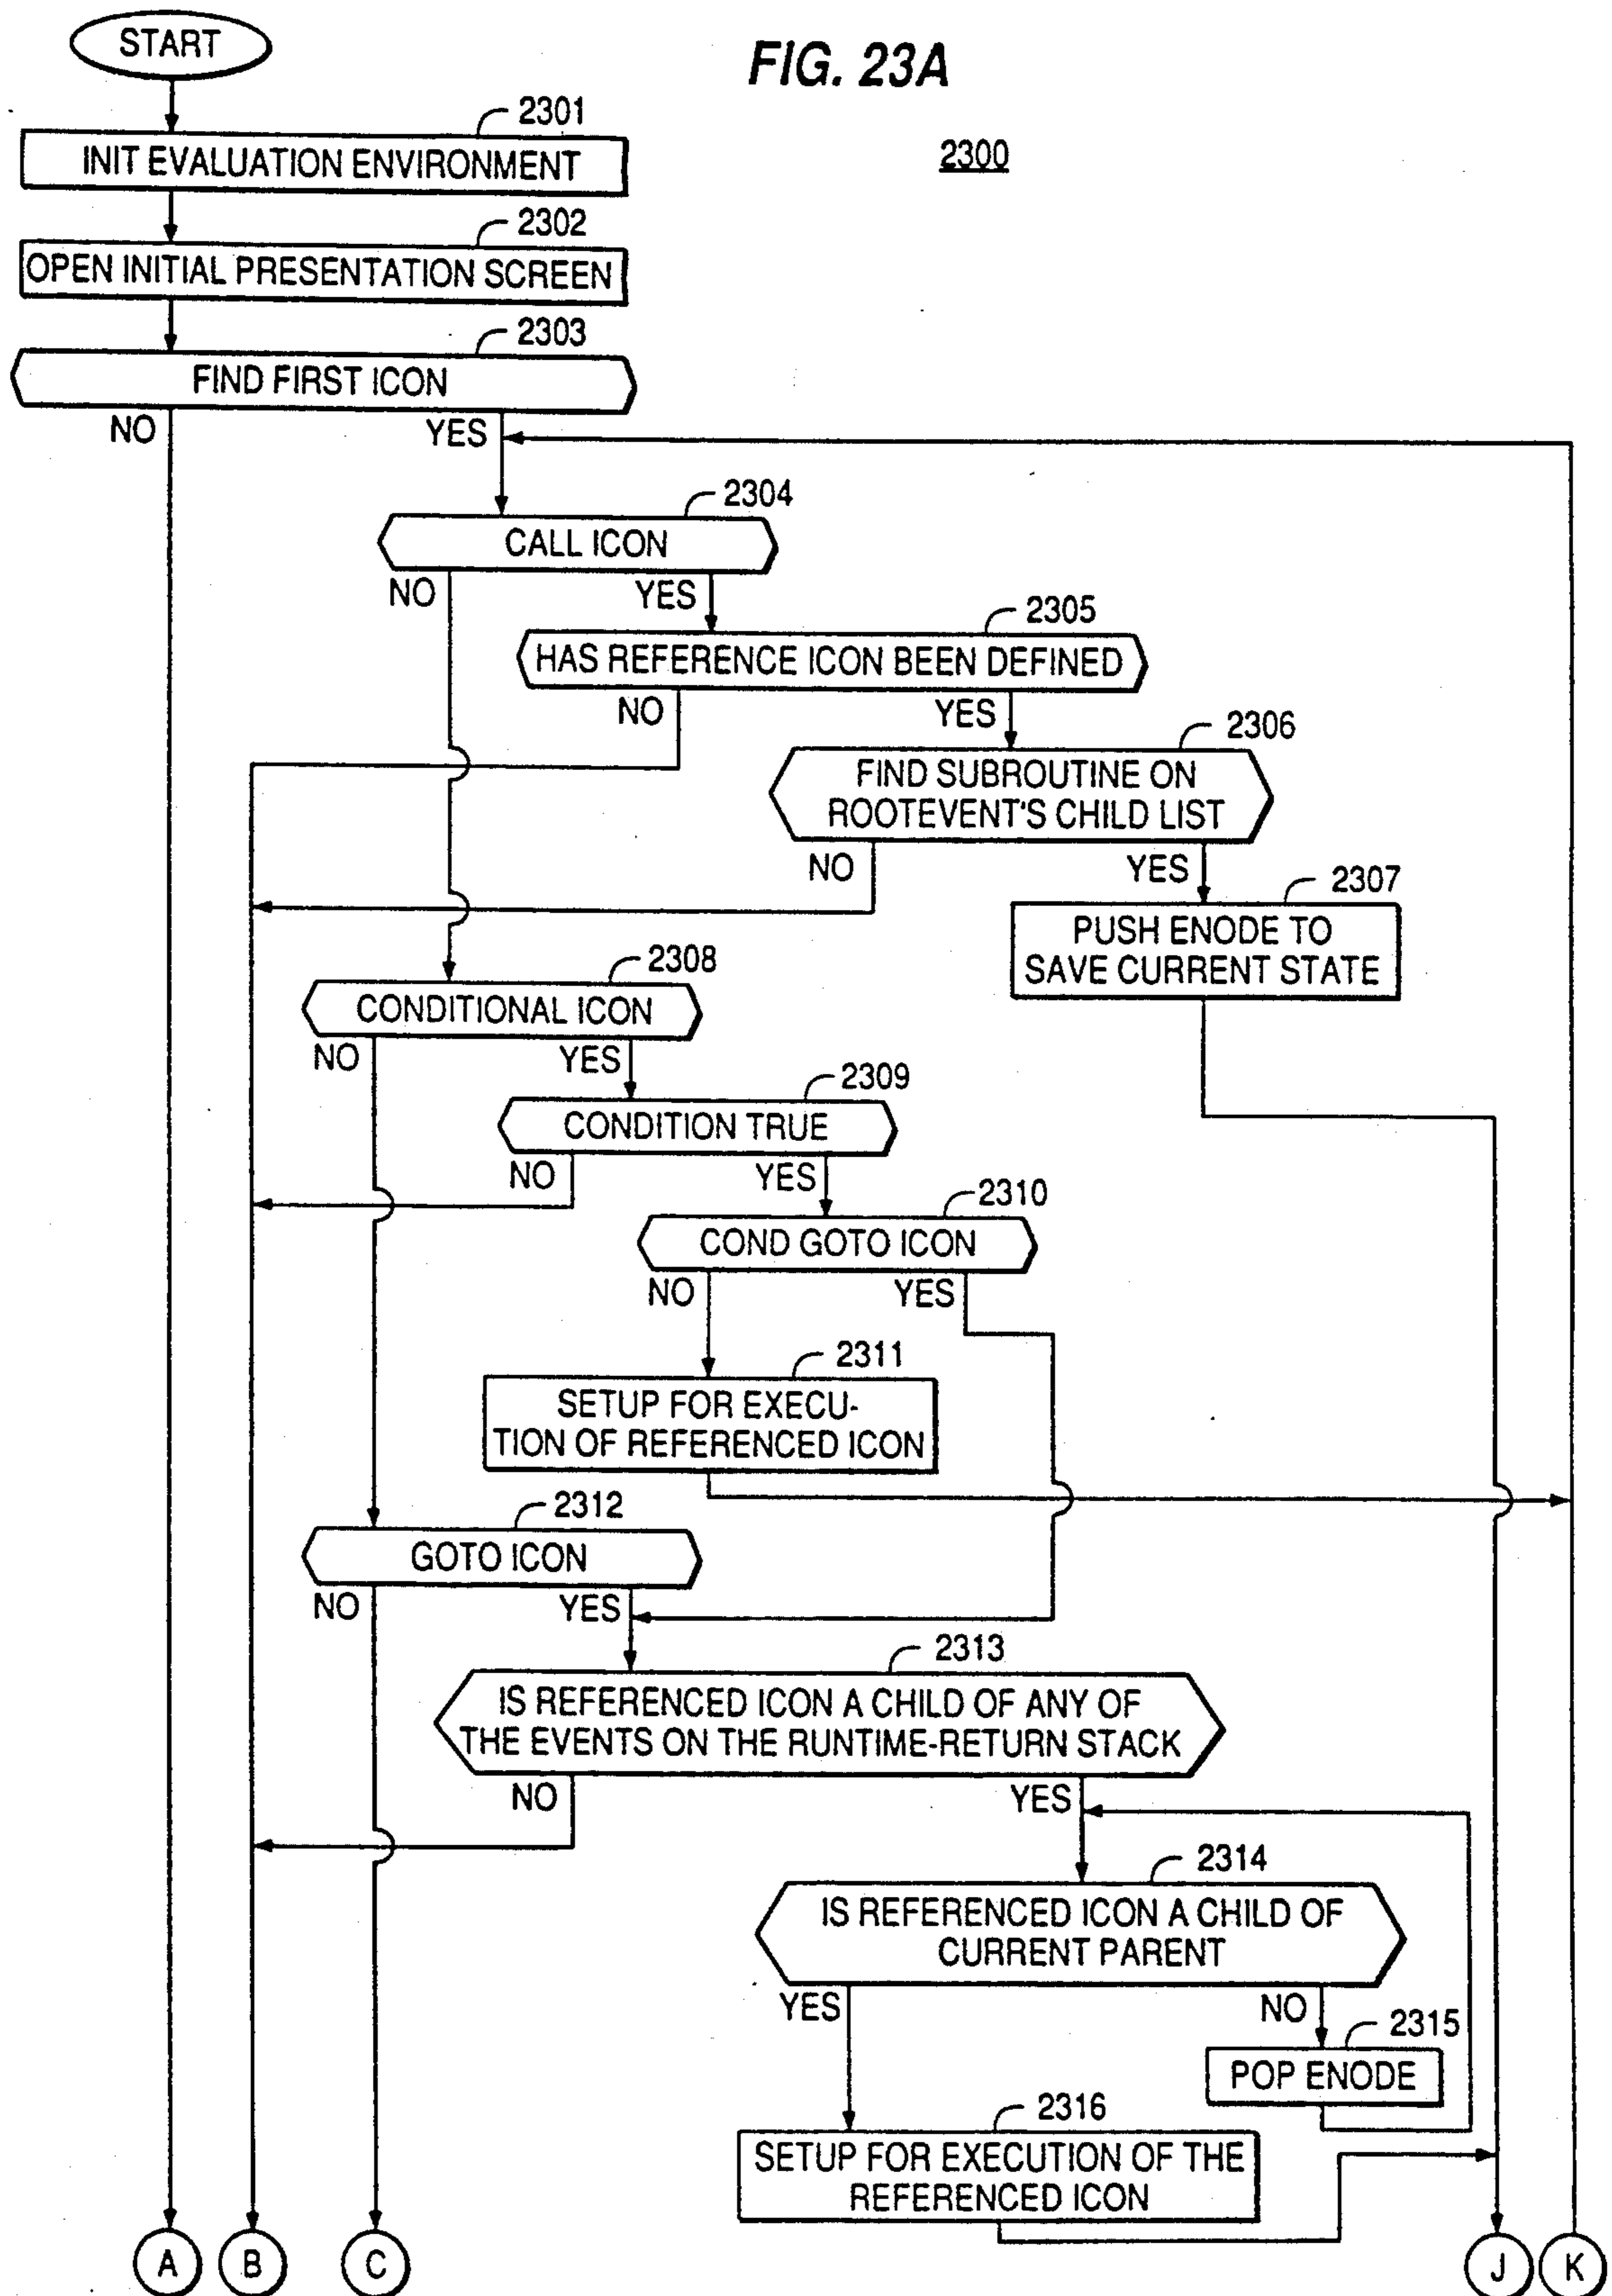 START
FIG. 23A
2300
2301
INIT EVALUATION ENVIRONMENT
2302
OPEN INITIAL PRESENTATION SCREEN
2303
FIND FIRST ICON
NO
YES
2304
CALL ICON
NO
YES
2305
HAS REFERENCE ICON BEEN DEFINED
NO
YES
2306
FIND SUBROUTINE ON
ROOTEVENT'S CHILD LIST
NO
YES
2307
PUSH ENODE TO
SAVE CURRENT STATE
2308
CONDITIONAL ICON
NO
YES
2309
CONDITION TRUE
NO
YES
2310
COND GOTO ICON
NO
YES
2311
SETUP FOR EXECU-
TION OF REFERENCED ICON
2312
GOTO ICON
NO
YES
2313
IS REFERENCED ICON A CHILD OF ANY OF
THE EVENTS ON THE RUNTIME-RETURN STACK
NO
YES
2314
IS REFERENCED ICON A CHILD OF
CURRENT PARENT
YES
NO
2315
POP ENODE
2316
SETUP FOR EXECUTION OF THE
REFERENCED ICON
A
B
C
J
K